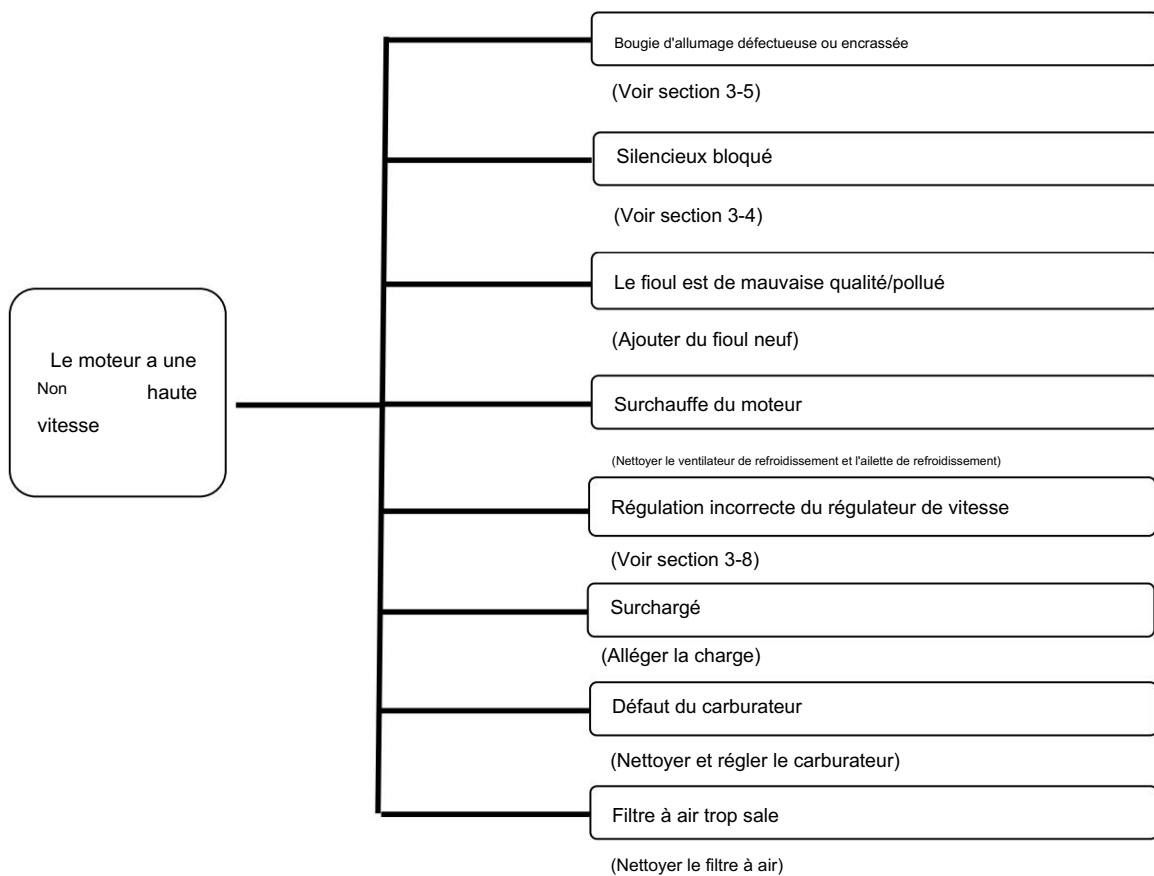 Le moteur a une
Non haute
vitesse
Bougie d'allumage défectueuse ou encrassée
(Voir section 3-5)
Silencieux bloqué
(Voir section 3-4)
Le fioul est de mauvaise qualité/pollué
(Ajouter du fioul neuf)
Surchauffe du moteur
(Nettoyer le ventilateur de refroidissement et l'ailette de refroidissement)
Régulation incorrecte du régulateur de vitesse
(Voir section 3-8)
Surchargé
(Alléger la charge)
Défaut du carburateur
(Nettoyer et régler le carburateur)
Filtre à air trop sale
(Nettoyer le filtre à air)